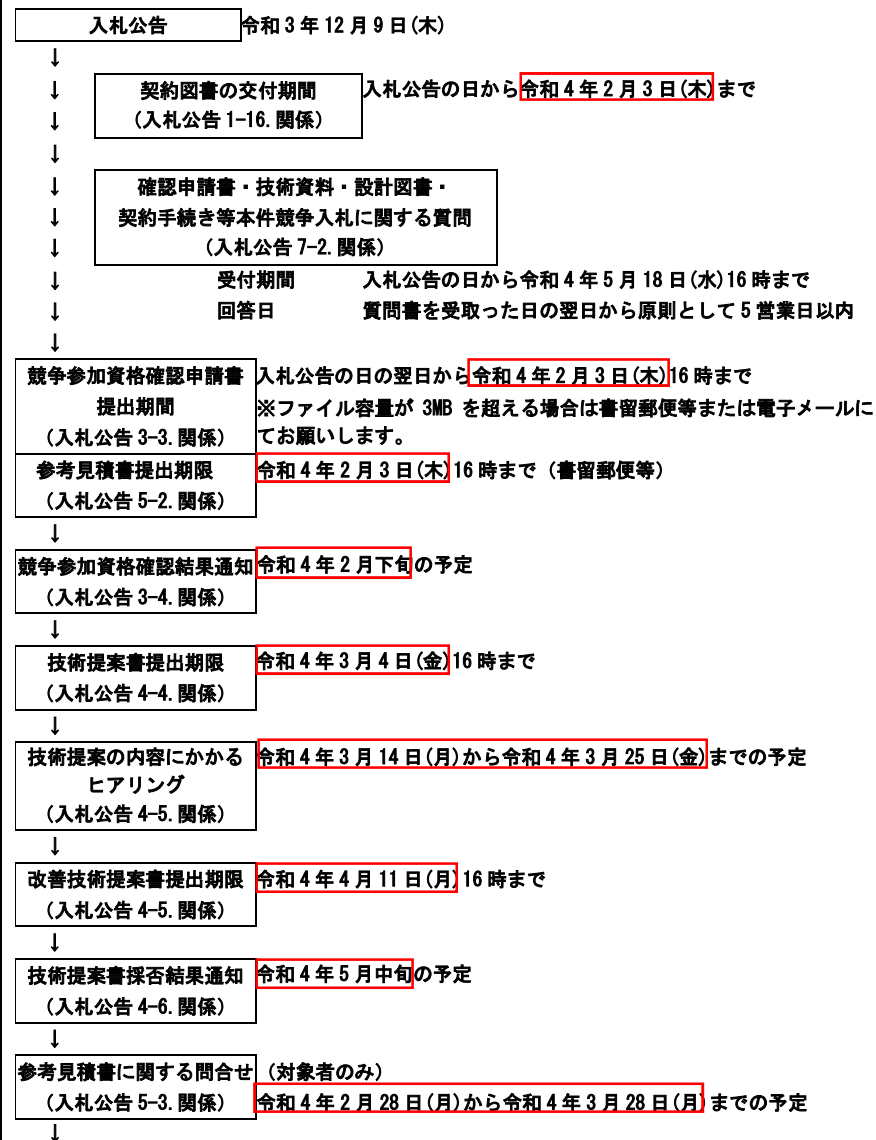 入札公告 令和3年12月9日(木)
↓
↓ 契約図書の交付期間 入札公告の日から令和4年2月3日(木)まで
↓ (入札公告1-16.関係)
↓
↓ 確認申請書・技術資料・設計図書・
↓ 契約手続き等本件競争入札に関する質問
↓ (入札公告7-2.関係)
↓ 受付期間 入札公告の日から令和4年5月18日(水)16時まで
↓ 回答日 質問書を受取った日の翌日から原則として5営業日以内
↓
競争参加資格確認申請書 入札公告の日の翌日から令和4年2月3日(木)16時まで
提出期間 ※ファイル容量が 3MB を超える場合は書留郵便等または電子メールに
(入札公告3-3.関係) てお願いします。
参考見積書提出期限 令和4年2月3日(木)16時まで(書留郵便等)
(入札公告5-2.関係)
↓
競争参加資格確認結果通知 令和4年2月下旬の予定
(入札公告3-4.関係)
↓
技術提案書提出期限 令和4年3月4日(金)16時まで
(入札公告4-4.関係)
↓
技術提案の内容にかかる 令和4年3月14日(月)から令和4年3月25日(金)までの予定
ヒアリング
(入札公告4-5.関係)
↓
改善技術提案書提出期限 令和4年4月11日(月)16時まで
(入札公告4-5.関係)
↓
技術提案書採否結果通知 令和4年5月中旬の予定
(入札公告4-6.関係)
↓
参考見積書に関する問合せ (対象者のみ)
(入札公告5-3.関係) 令和4年2月28日(月)から令和4年3月28日(月)までの予定
↓